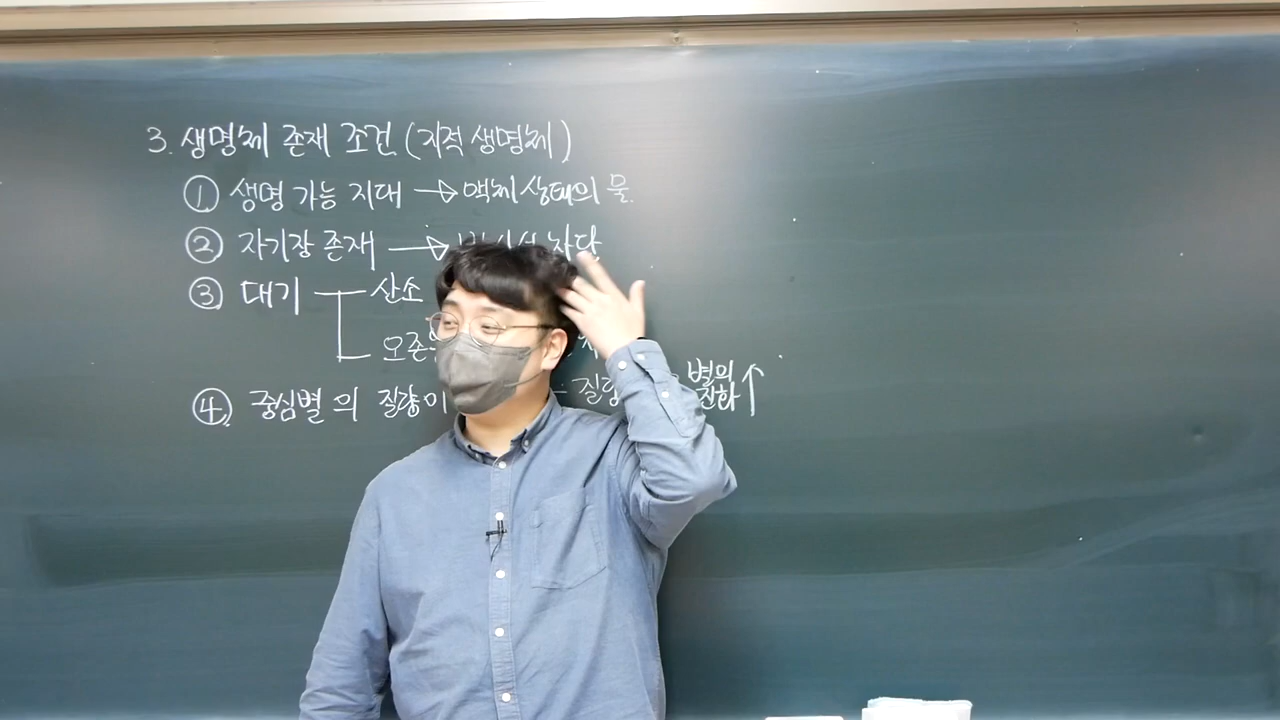 3. 생명체 존재 조건 (지적 생명체)
① 생명 가능 지대 → 액체 상태의 물.
② 자기장 존재 → 차단
③ 대기 산소
오존
④ 중심별의 질량이 별의 진화 ↑